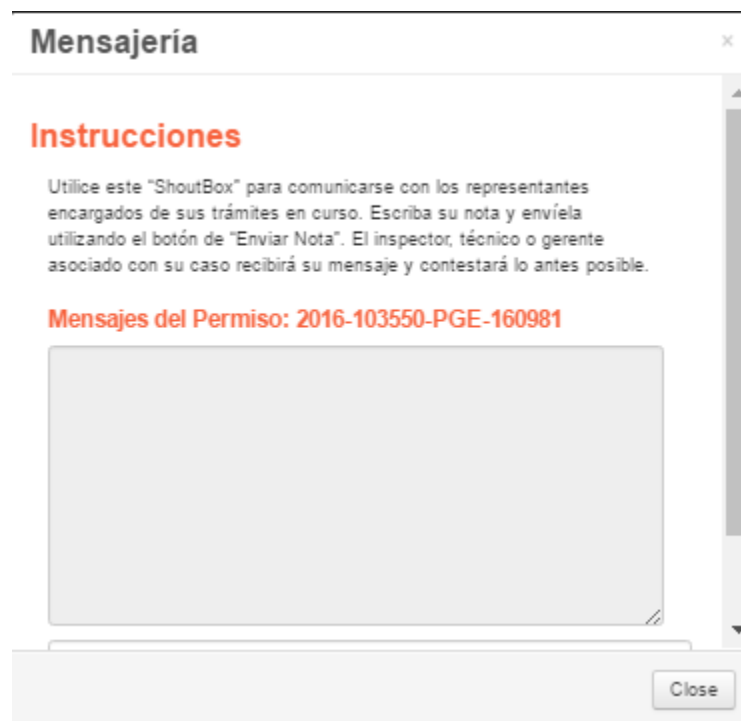 Mensajería
×
Instrucciones
Utilice este "ShoutBox" para comunicarse con los representantes
encargados de sus trámites en curso. Escriba su nota y envíela
utilizando el botón de "Enviar Nota". El inspector, técnico o gerente
asociado con su caso recibirá su mensaje y contestará lo antes posible.
Mensajes del Permiso: 2016-103550-PGE-160981
Close